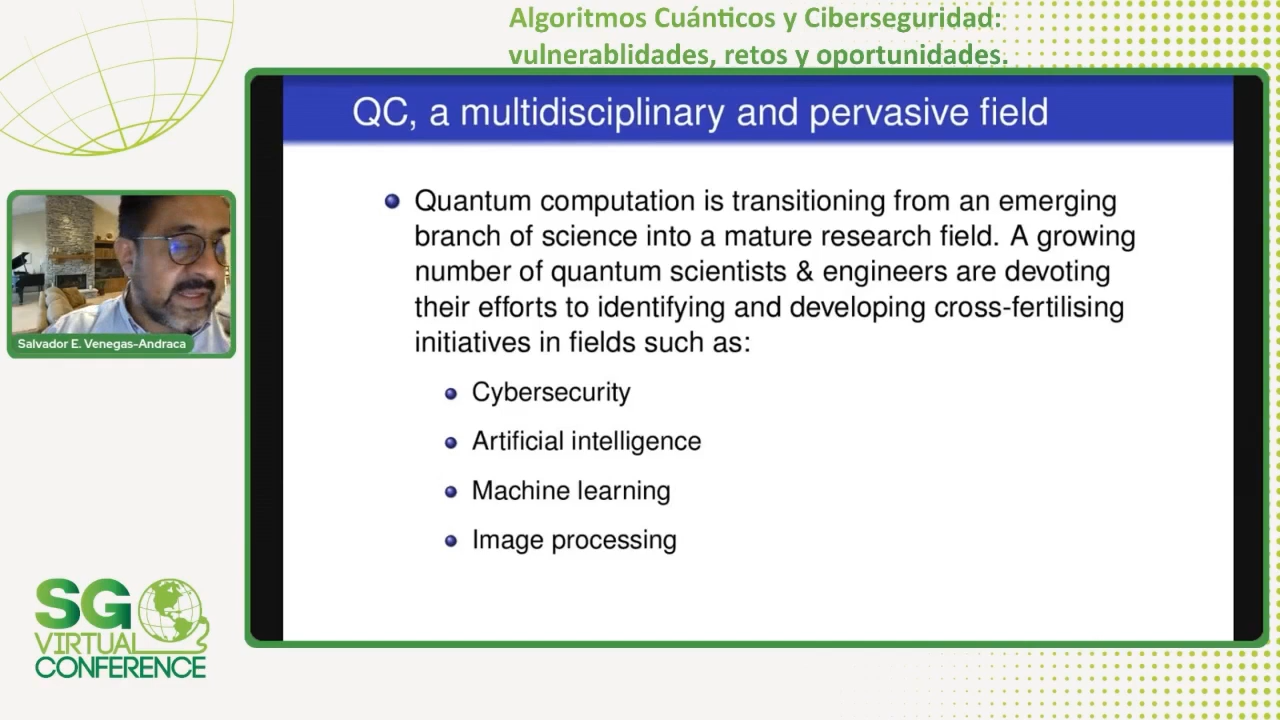 Algoritmos Cuánticos y Ciberseguridad:
vulnerablidades, retos y oportunidades.
QC, a multidisciplinary and pervasive field
Quantum computation is transitioning from an emerging
branch of science into a mature research field. A growing
number of quantum scientists & engineers are devoting
their efforts to identifying and developing cross-fertilising
initiatives in fields such as:
Cybersecurity
Artificial intelligence
Machine learning
Image processing
Salvador E. Venegas-Andraca
SG
VIRTUAL
CONFERENCE